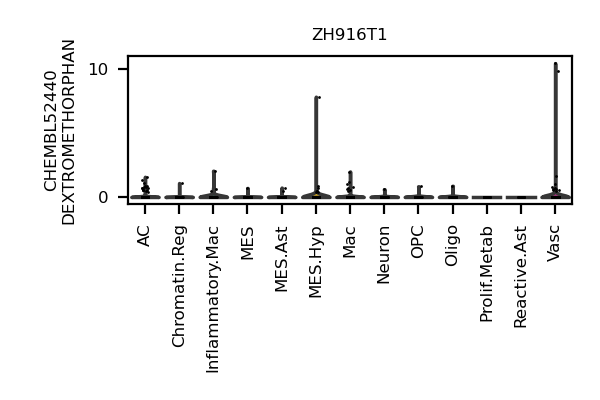 ZH916T1
CHEMBL52440
DEXTROMETHORPHAN
10
0
AC
Chromatin.Reg
Inflammatory.Mac
MES
MES.Ast
MES.Hyp
Mac
Neuron
OPC
Oligo
Prolif.Metab
Reactive.Ast
Vasc